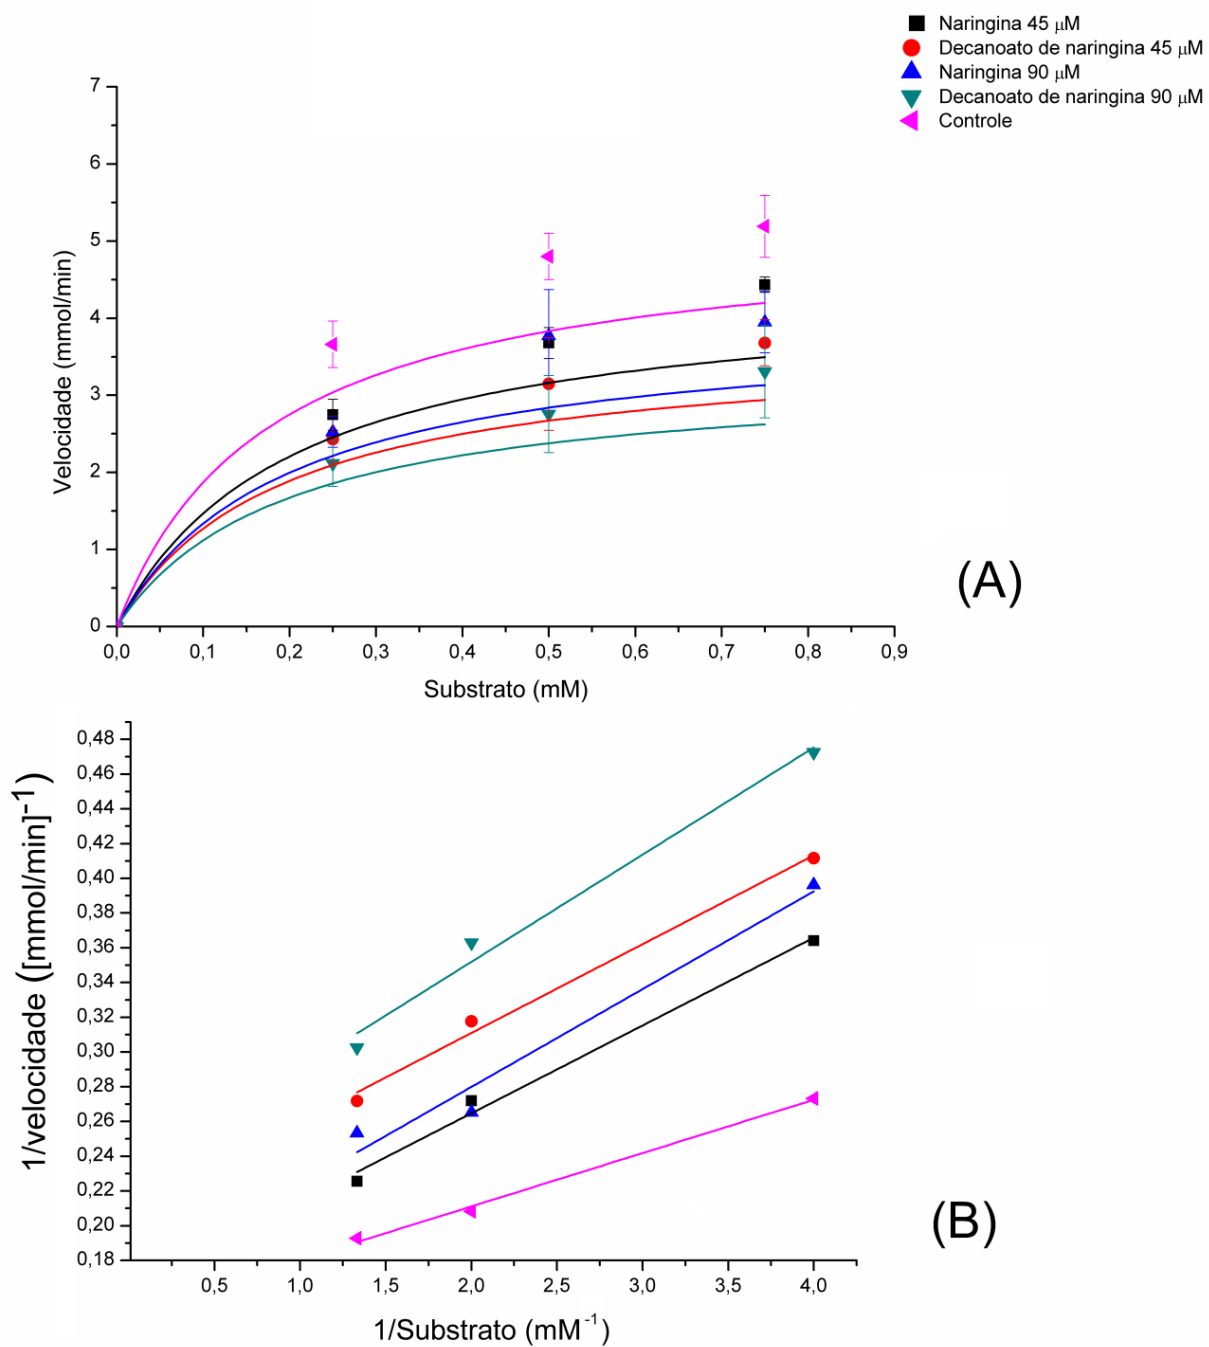 Naringina 45 μM
Decanoato de naringina 45 μM
Naringina 90 μM
Decanoato de naringina 90 μM
Controle
7
6
5
4
3
2
1
0
Velocidade (mmol/min)
0,0 0,1 0,2 0,3 0,4 0,5 0,6 0,7 0,8 0,9
Substrato (mM)
(A)
0,48
0,46
0,44
0,42
0,40
0,38
0,36
0,34
0,32
0,30
0,28
0,26
0,24
0,22
0,20
0,18
1/velocidade ([mmol/min]-1)
0,5 1,0 1,5 2,0 2,5 3,0 3,5 4,0
1/Substrato (mM-1)
(B)